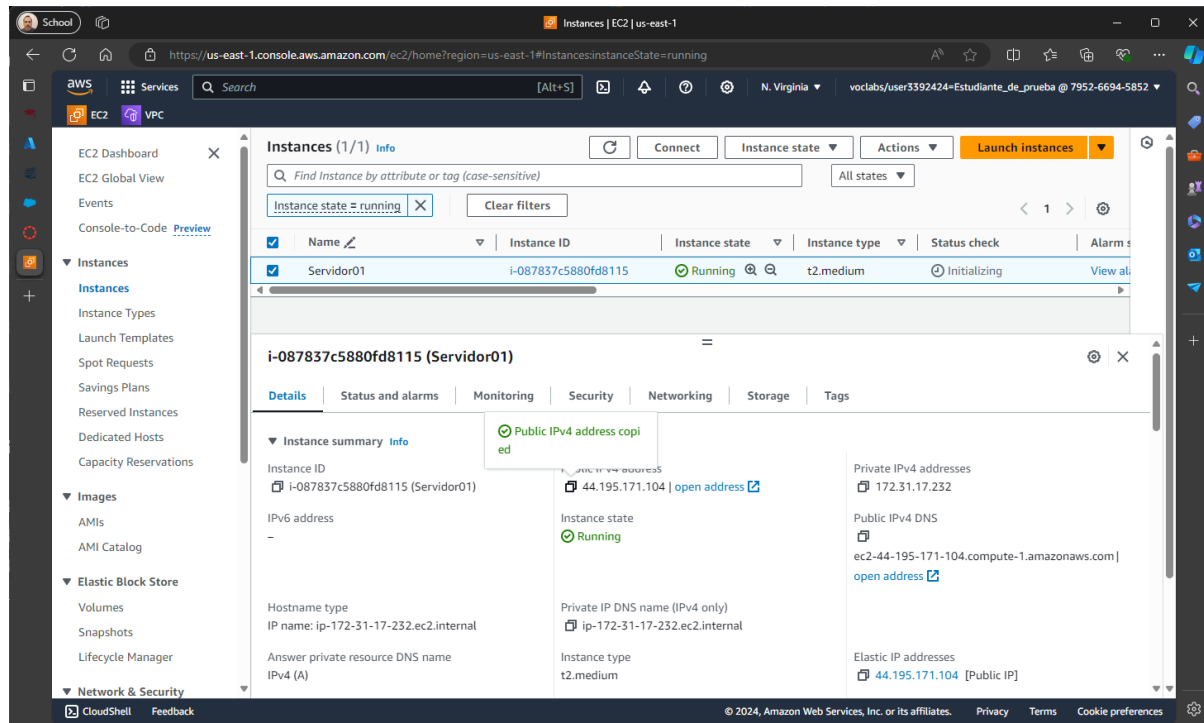 School
Instances | EC2 | us-east-1
https://us-east-1.console.aws.amazon.com/ec2/home?region=us-east-1#Instances:instanceState=running
aws
Services
Search
[Alt+S]
N. Virginia
voclabs/user3392424=Estudiante_de_prueba @ 7952-6694-5852
EC2
VPC
EC2 Dashboard
EC2 Global View
Events
Console-to-Code Preview
Instances
Instances
Instance Types
Launch Templates
Spot Requests
Savings Plans
Reserved Instances
Dedicated Hosts
Capacity Reservations
Images
AMIs
AMI Catalog
Elastic Block Store
Volumes
Snapshots
Lifecycle Manager
Network & Security
Instances (1/1) Info
Connect
Instance state
Actions
Launch instances
Find Instance by attribute or tag (case-sensitive)
All states
Instance state = running
Clear filters
1
Name
Instance ID
Instance state
Instance type
Status check
Alarm s
Servidor01
i-087837c5880fd8115
Running
t2.medium
Initializing
View al
i-087837c5880fd8115 (Servidor01)
Details
Status and alarms
Monitoring
Security
Networking
Storage
Tags
Public IPv4 address copi
ed
Instance summary Info
Instance ID
i-087837c5880fd8115 (Servidor01)
Public IPv4 address
44.195.171.104 | open address
Private IPv4 addresses
172.31.17.232
IPv6 address
–
Instance state
Running
Public IPv4 DNS
ec2-44-195-171-104.compute-1.amazonaws.com |
open address
Hostname type
IP name: ip-172-31-17-232.ec2.internal
Private IP DNS name (IPv4 only)
ip-172-31-17-232.ec2.internal
Answer private resource DNS name
IPv4 (A)
Instance type
t2.medium
Elastic IP addresses
44.195.171.104 [Public IP]
CloudShell
Feedback
© 2024, Amazon Web Services, Inc. or its affiliates.
Privacy
Terms
Cookie preferences